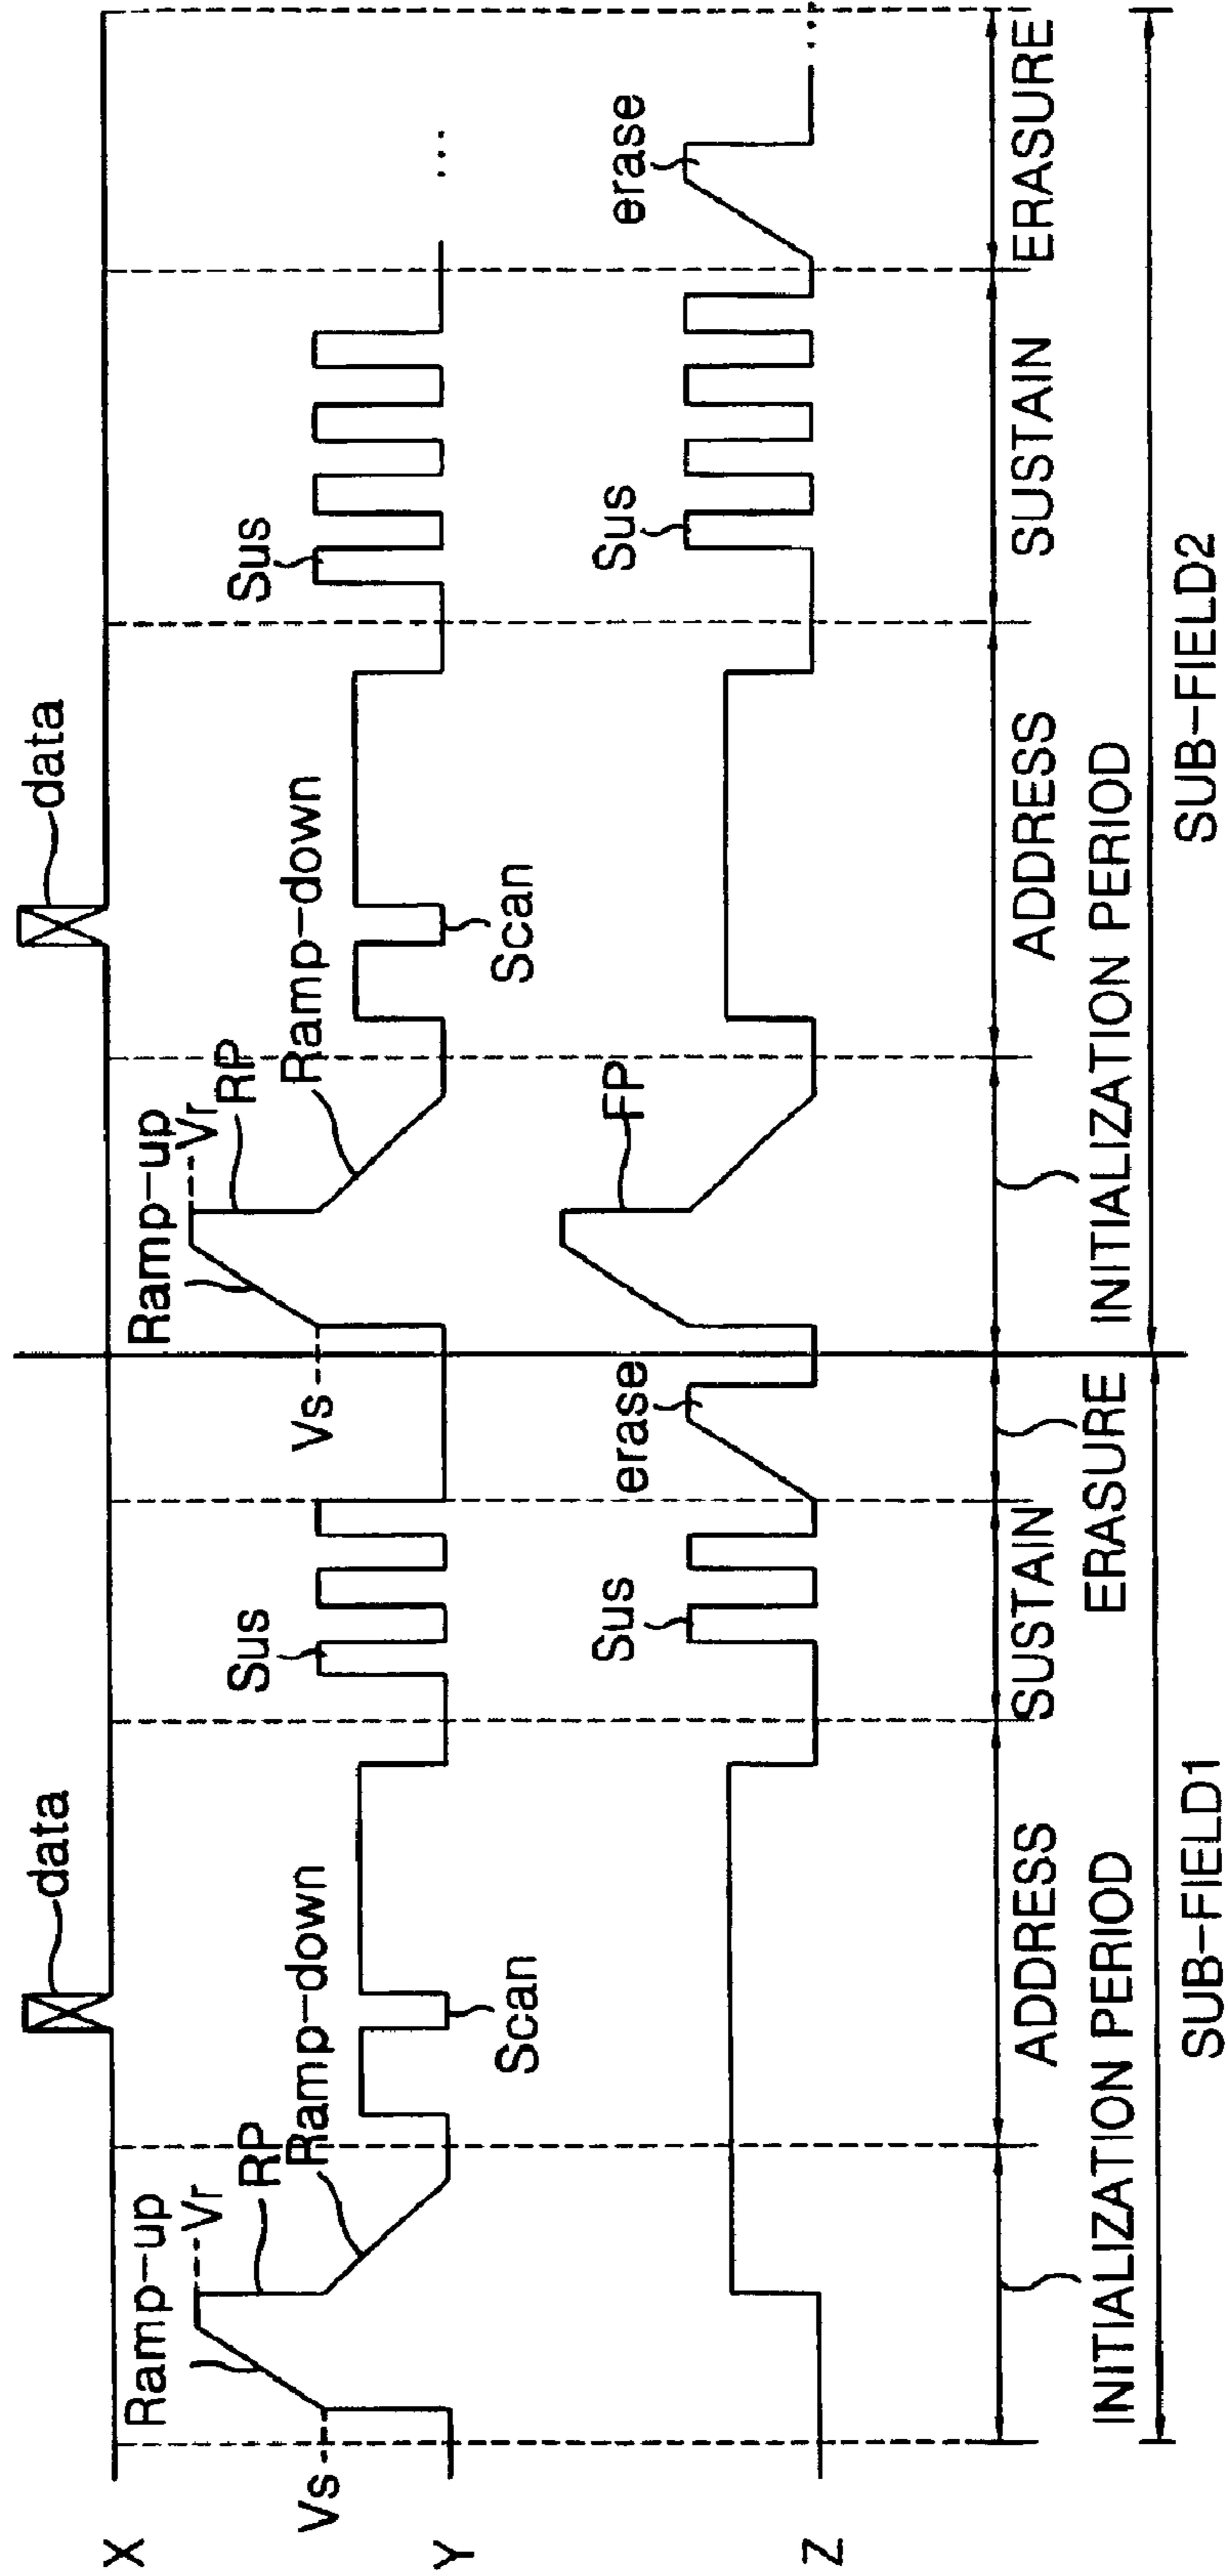 X
data
data
Ramp-up
Vr
RP
Ramp-down
Vs
Sus
Ramp-up
Vr
RP
Ramp-down
Vs
Sus
Y
Scan
Scan
Sus
erase
FP
Sus
erase
Z
ADDRESS
SUSTAIN
ADDRESS
SUSTAIN
ERASURE
INITIALIZATION PERIOD
ERASURE
INITIALIZATION PERIOD
SUB-FIELD1
SUB-FIELD2